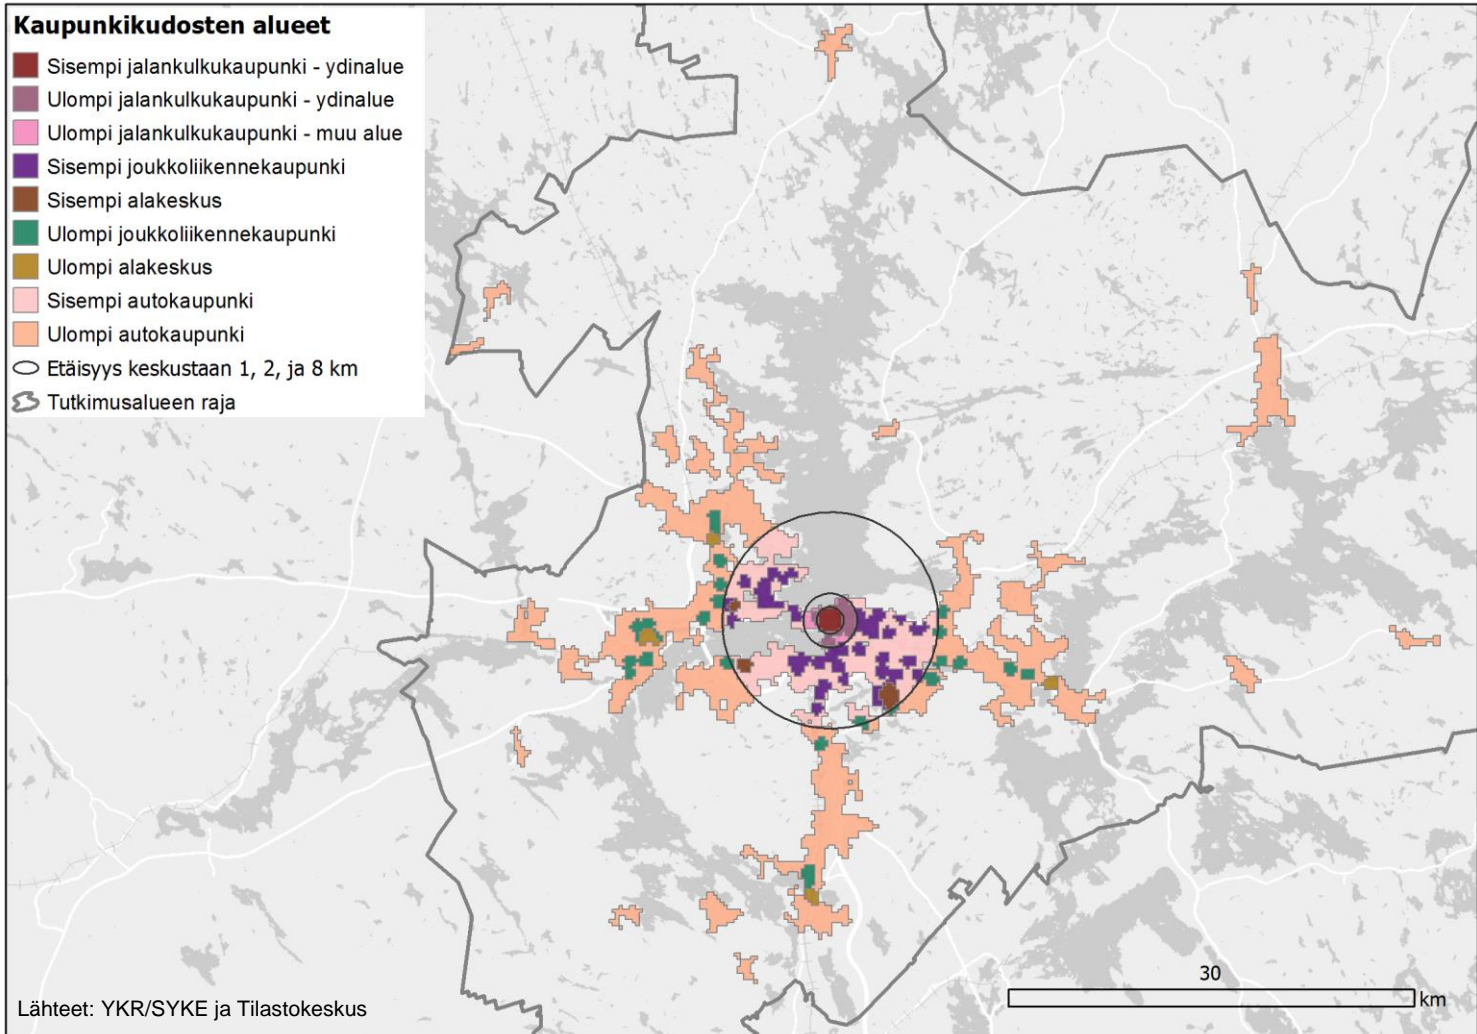 Kaupunkikudosten alueet
Sisempi jalankulkukaupunki - ydinalue
Ulompi jalankulkukaupunki - ydinalue
Ulompi jalankulkukaupunki - muu alue
Sisempi joukkoliikennekaupunki
Sisempi alakeskus
Ulompi joukkoliikennekaupunki
Ulompi alakeskus
Sisempi autokaupunki
Ulompi autokaupunki
Etäisyys keskustaan 1, 2, ja 8 km
Tutkimusalueen raja
30
km
Lähteet: YKR/SYKE ja Tilastokeskus